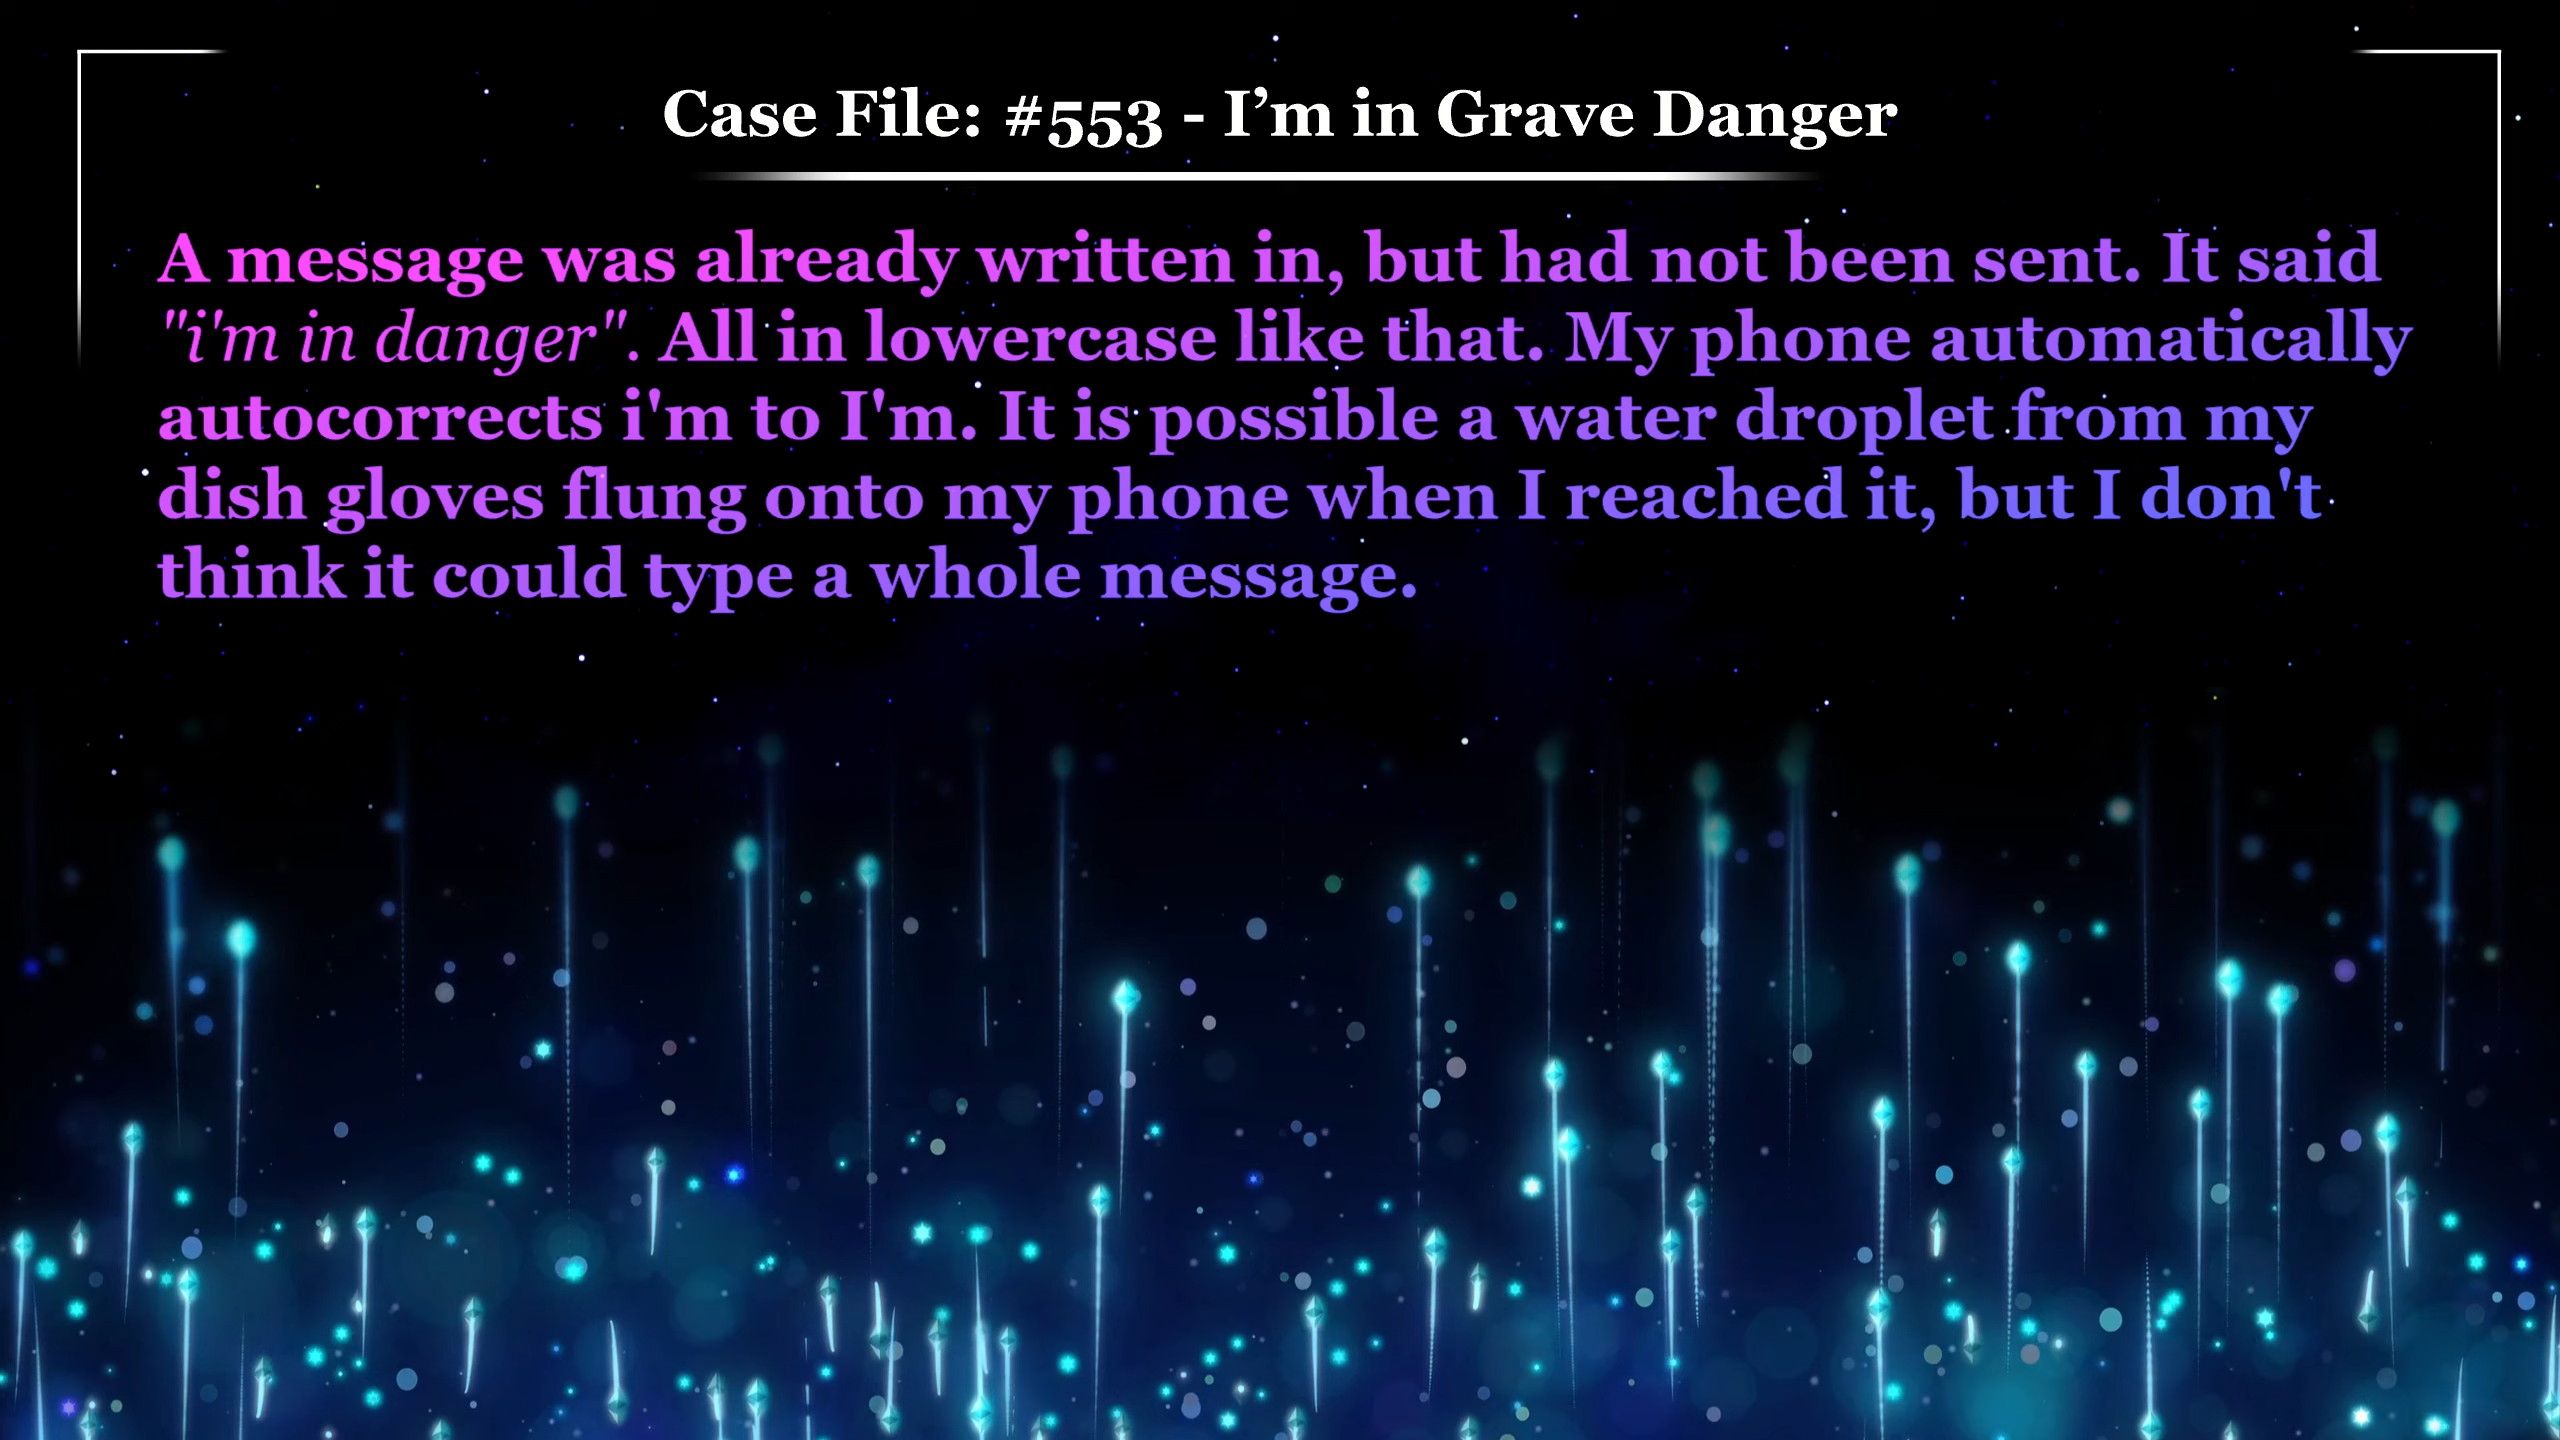 Case File: #553 - I’m in Grave Danger
A message was already written in, but had not been sent. It said
"i'm in danger". All in lowercase like that. My phone automatically
autocorrects i'm to I'm. It is possible a water droplet from my
dish gloves flung onto my phone when I reached it, but I don't
think it could type a whole message.